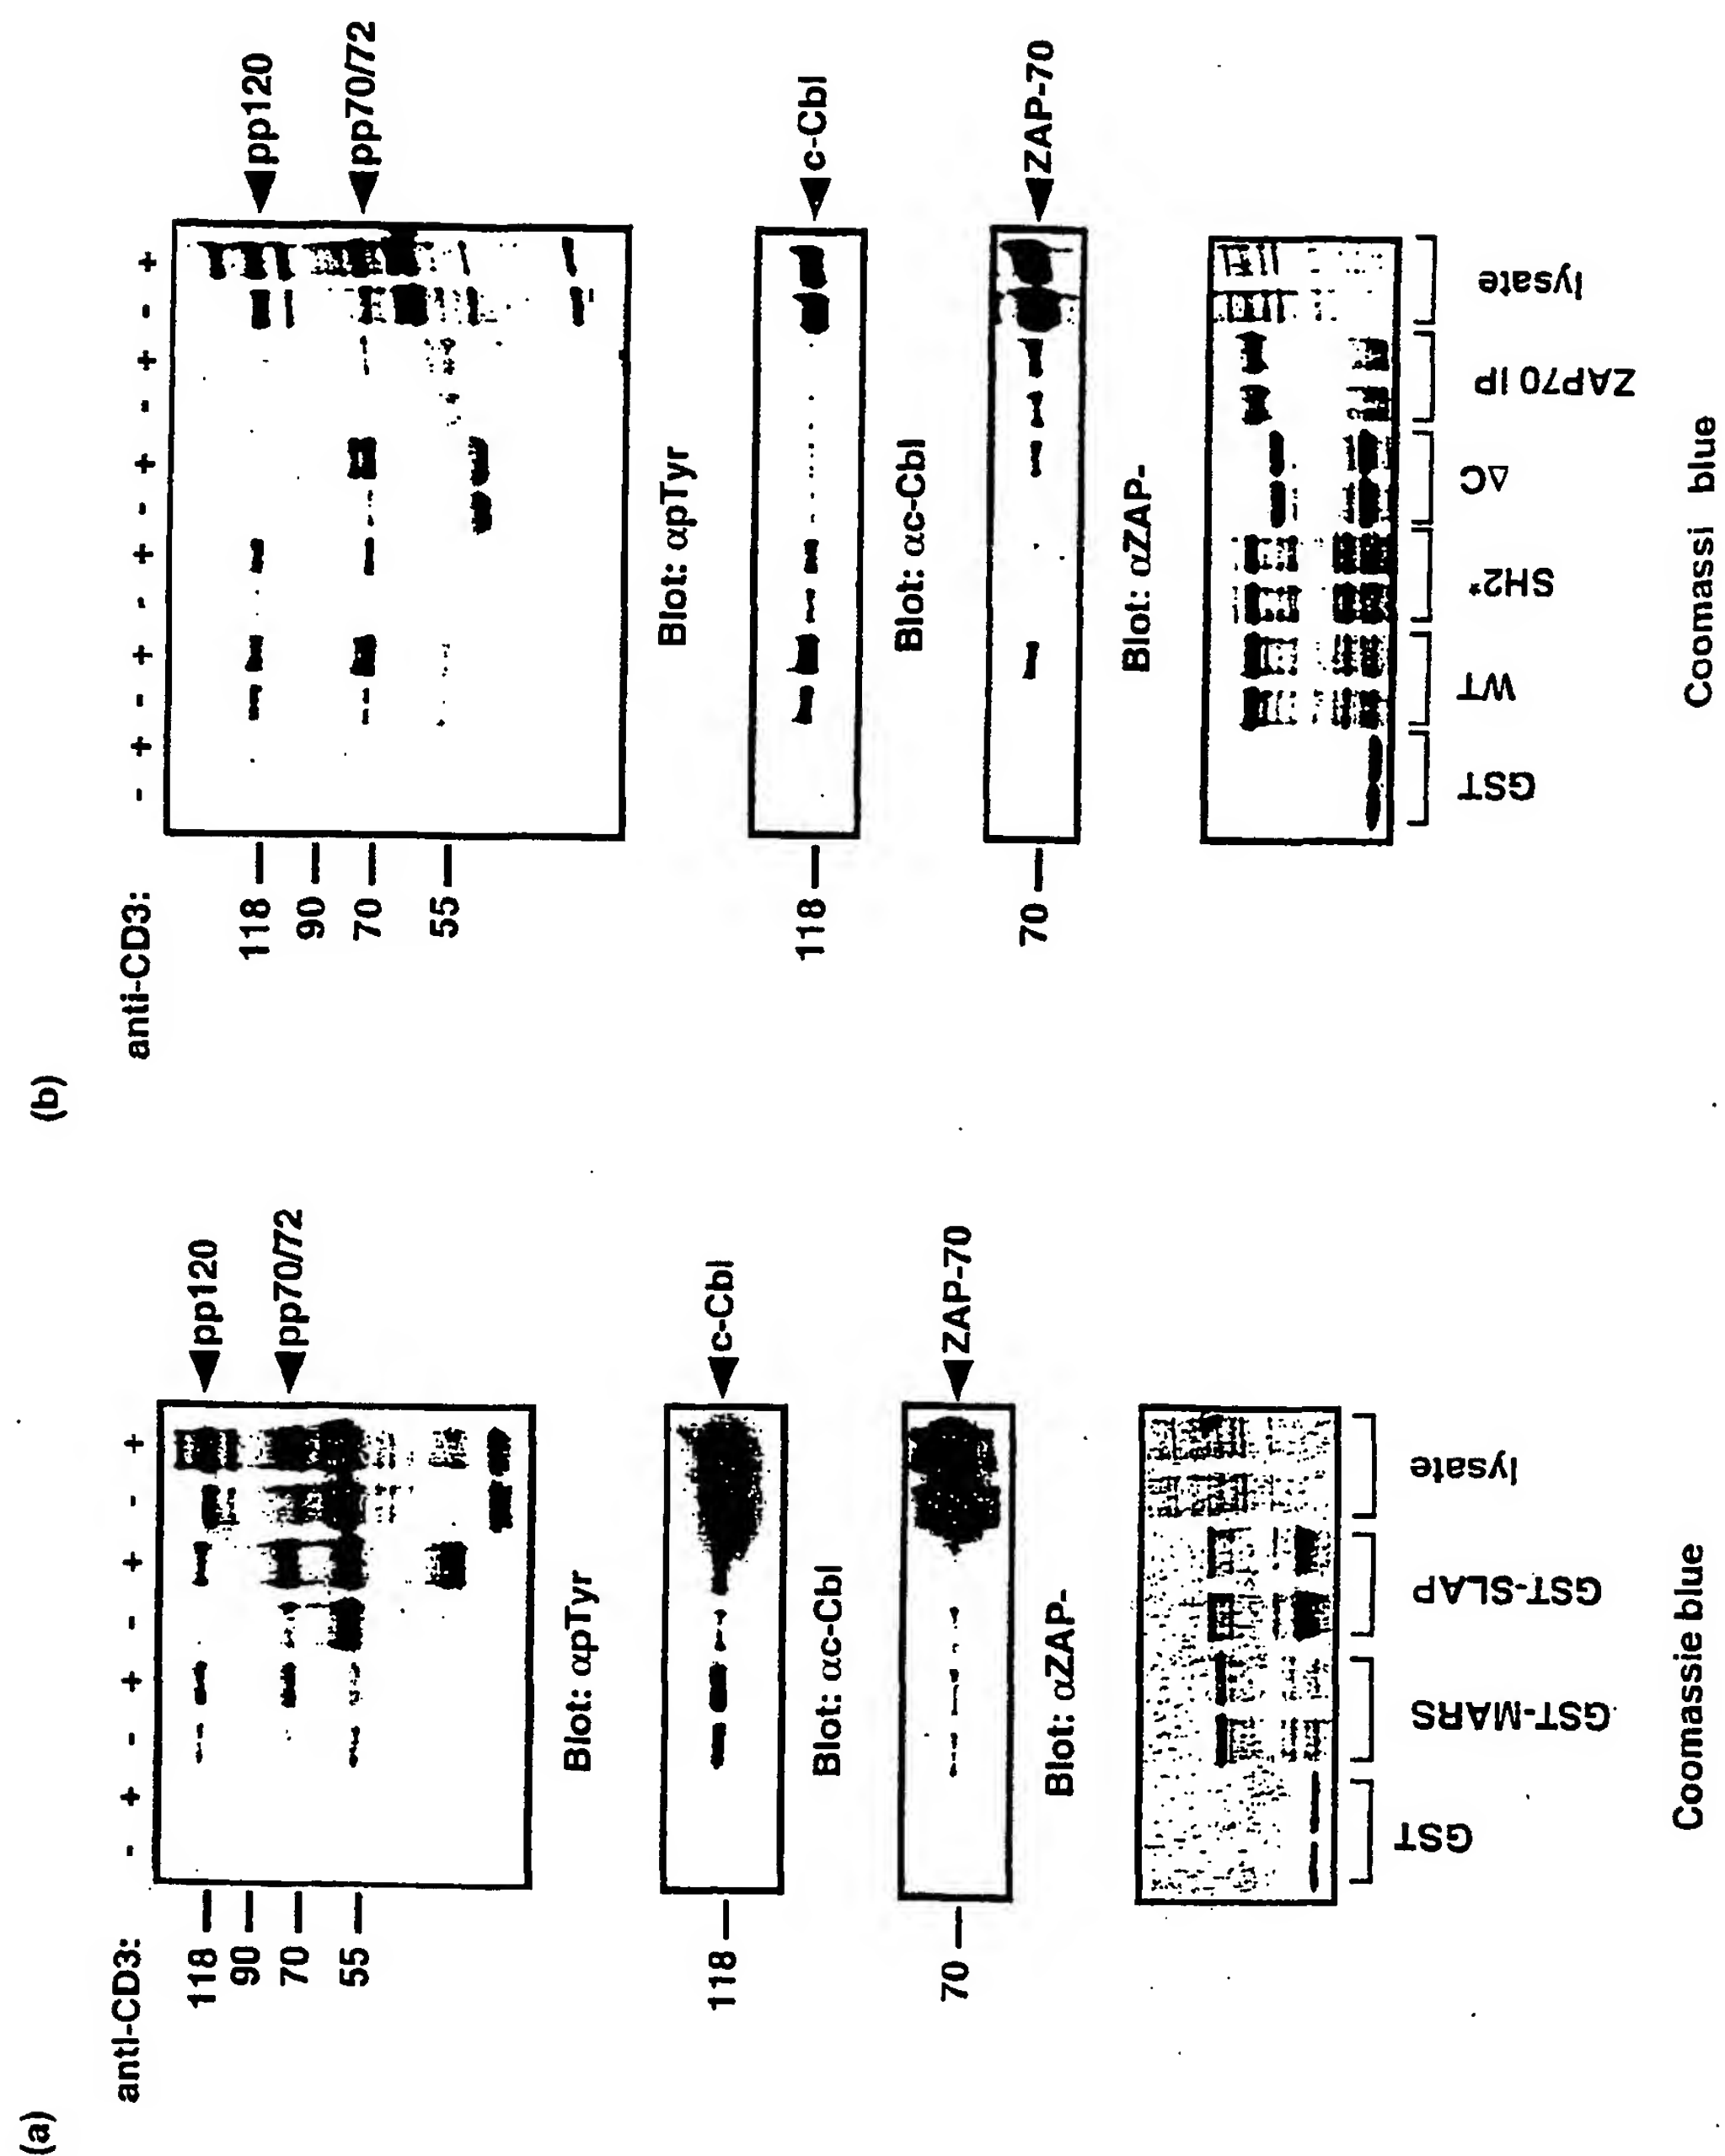 (a)
anti-CD3: - + - + - + - +
118
90
70
55
pp120
pp70/72
Blot: αpTyr
118
c-Cbl
Blot: αc-Cbl
70
ZAP-70
Blot: αZAP-
GST
GST-MARS
GST-SLAP
lysate
Coomassie blue
(b)
anti-CD3: - + - + - + - + - + - +
118
90
70
55
pp120
pp70/72
Blot: αpTyr
118
c-Cbl
Blot: αc-Cbl
70
ZAP-70
Blot: αZAP-
GST
WT
SH2*
ΔC
ZAP70 IP
lysate
Coomassi blue